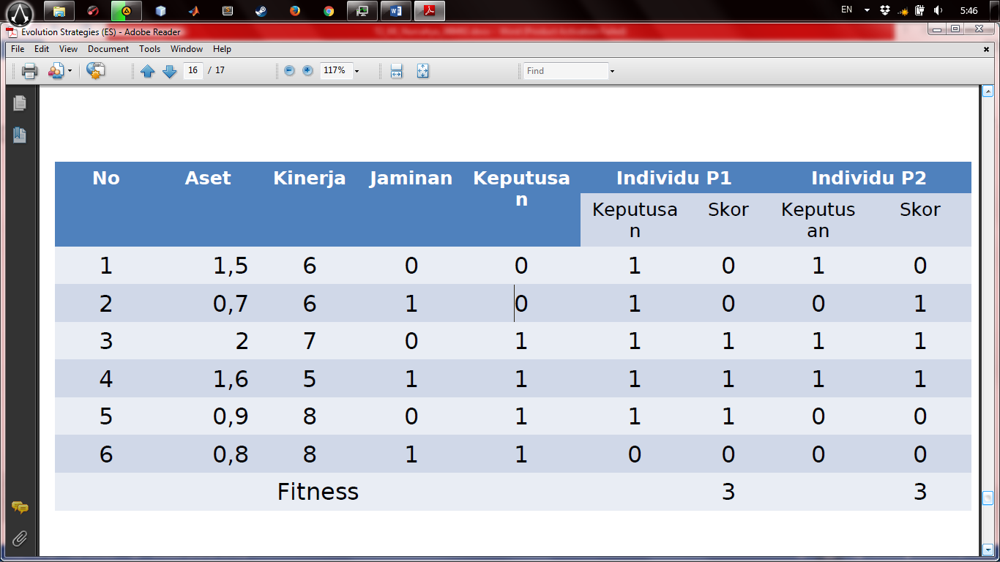 EN 5:46
Evolution Strategies (ES) - Adobe Reader
File Edit View Document Tools Window Help
16 / 17 117% Find
No Aset Kinerja Jaminan Keputusa Individu P1 Individu P2
n
Keputusa Skor Keputus Skor
n an
1 1,5 6 0 0 1 0 1 0
2 0,7 6 1 0 1 0 0 1
3 2 7 0 1 1 1 1 1
4 1,6 5 1 1 1 1 1 1
5 0,9 8 0 1 1 1 0 0
6 0,8 8 1 1 0 0 0 0
Fitness 3 3